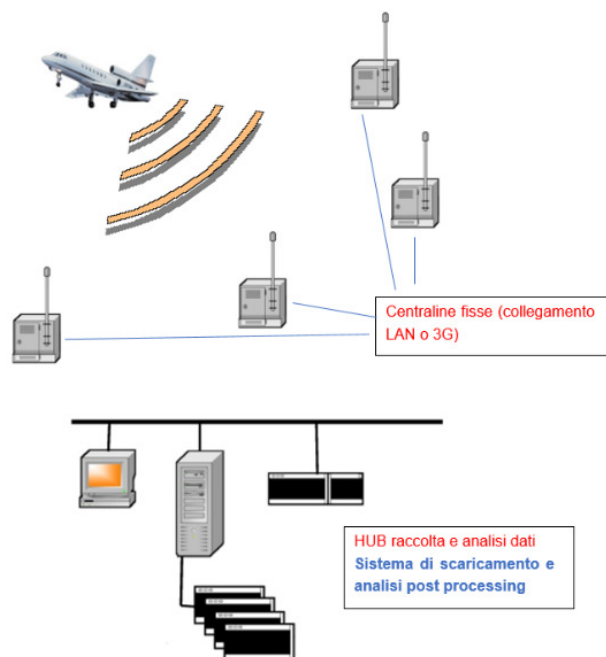 Centraline fisse (collegamento
LAN o 3G)
HUB raccolta e analisi dati
Sistema di scaricamento e
analisi post processing